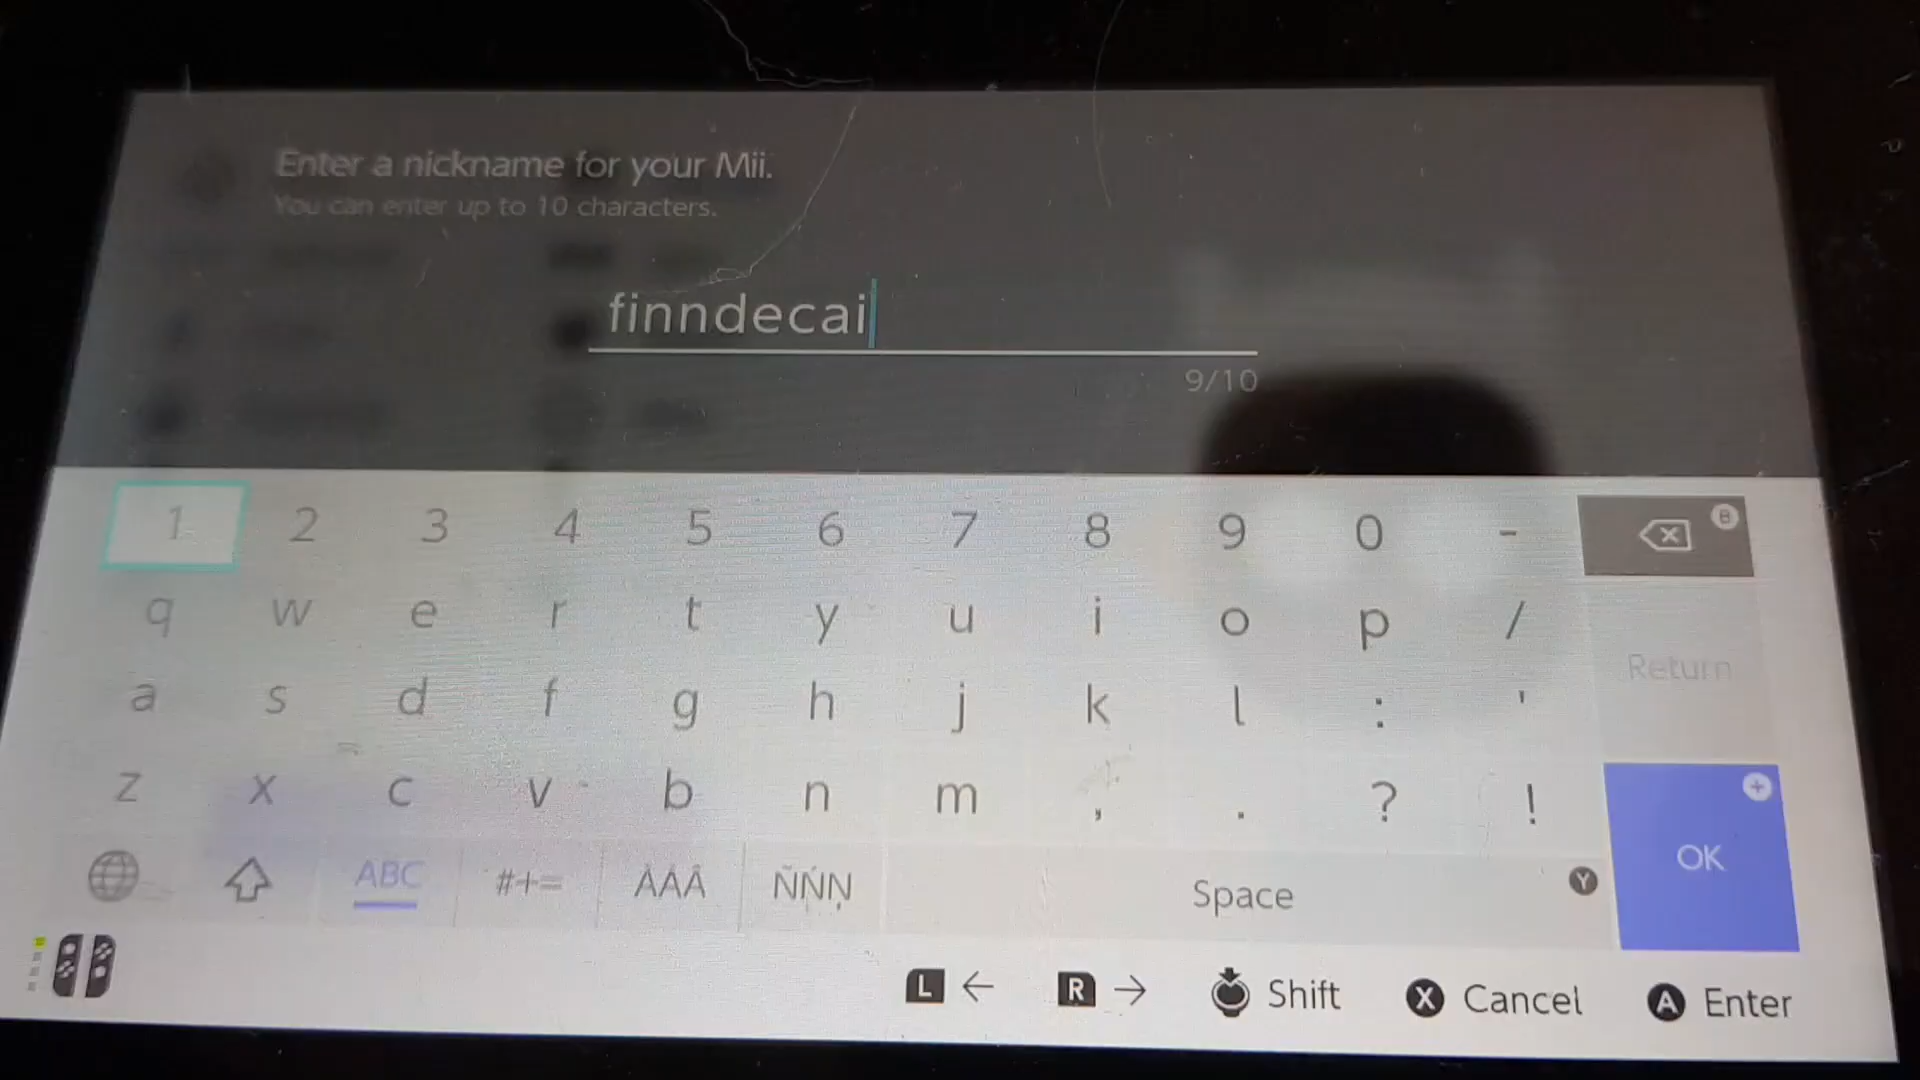 Enter a nickname for your Mii.
You can enter up to 10 characters.
finndecai
9/10
1 2 3 4 5 6 7 8 9 0 - B
q w e r t y u i o p /
Return
a s d f g h j k l : '
z x c v b n m , . ? ! +
ABC #+= ÀÁÂ ÑŃŅ Space Y OK
L ← R → Shift X Cancel A Enter